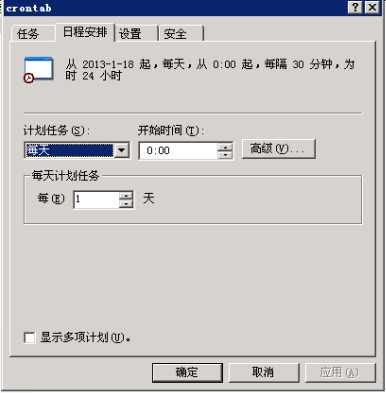 crontab
任务 日程安排 设置 安全
从 2013-1-18 起，每天，从 0:00 起，每隔 30 分钟，为
时 24 小时
计划任务(S): 开始时间(T):
每天 0:00 高级(V)...
每天计划任务
每(E) 1 天
显示多项计划(U)。
确定 取消 应用(A)